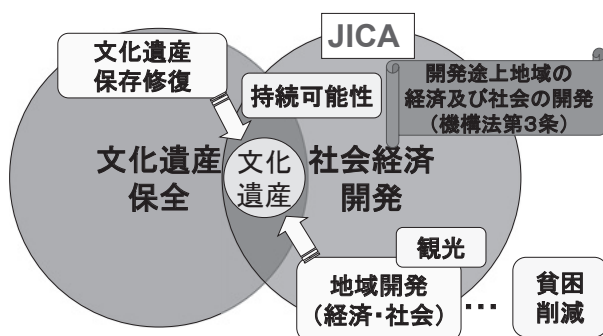 JICA
文化遺産
保存修復
開発途上地域の
経済及び社会の開発
(機構法第3条)
持続可能性
文化遺産
保全
文化
遺産
社会経済
開発
観光
地域開発
(経済・社会)
…
貧困
削減